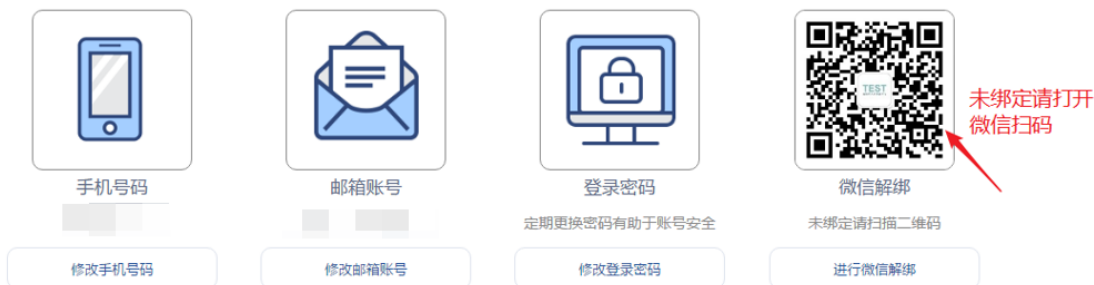 TEST
未绑定请打开
微信扫码
手机号码
邮箱账号
登录密码
微信解绑
定期更换密码有助于账号安全
未绑定请扫描二维码
修改手机号码
修改邮箱账号
修改登录密码
进行微信解绑